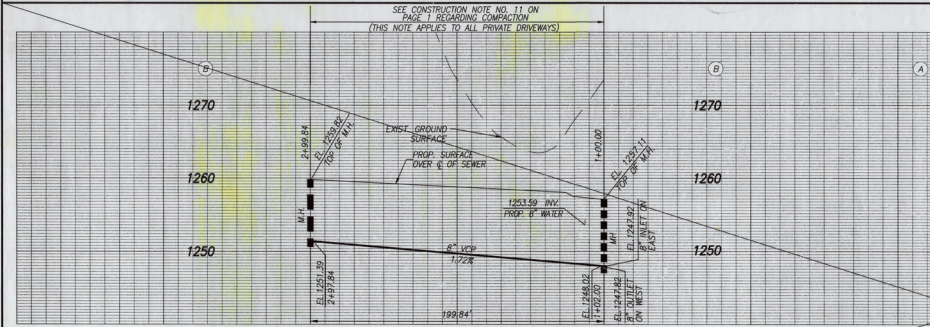 SEE CONSTRUCTION NOTE NO. 11 ON
PAGE 1 REGARDING COMPACTION
(THIS NOTE APPLIES TO ALL PRIVATE DRIVEWAYS)
B
B
A
1270
1270
2+99.84
EL 1259.82
TOP OF M.H.
EXIST GROUND
SURFACE
PROP. SURFACE
OVER ℄ OF SEWER
1+00.00
EL 1257.11
TOP OF M.H.
1260
1260
M.H.
1253.59 INV.
PROP. 8" WATER
MH
EL 1247.92
8" INLET ON
EAST
1250
1250
8" VCP
1.72%
EL 1251.39
2+97.84
EL 1248.02
1+02.00
EL 1247.82
8" OUTLET
ON WEST
199.84'